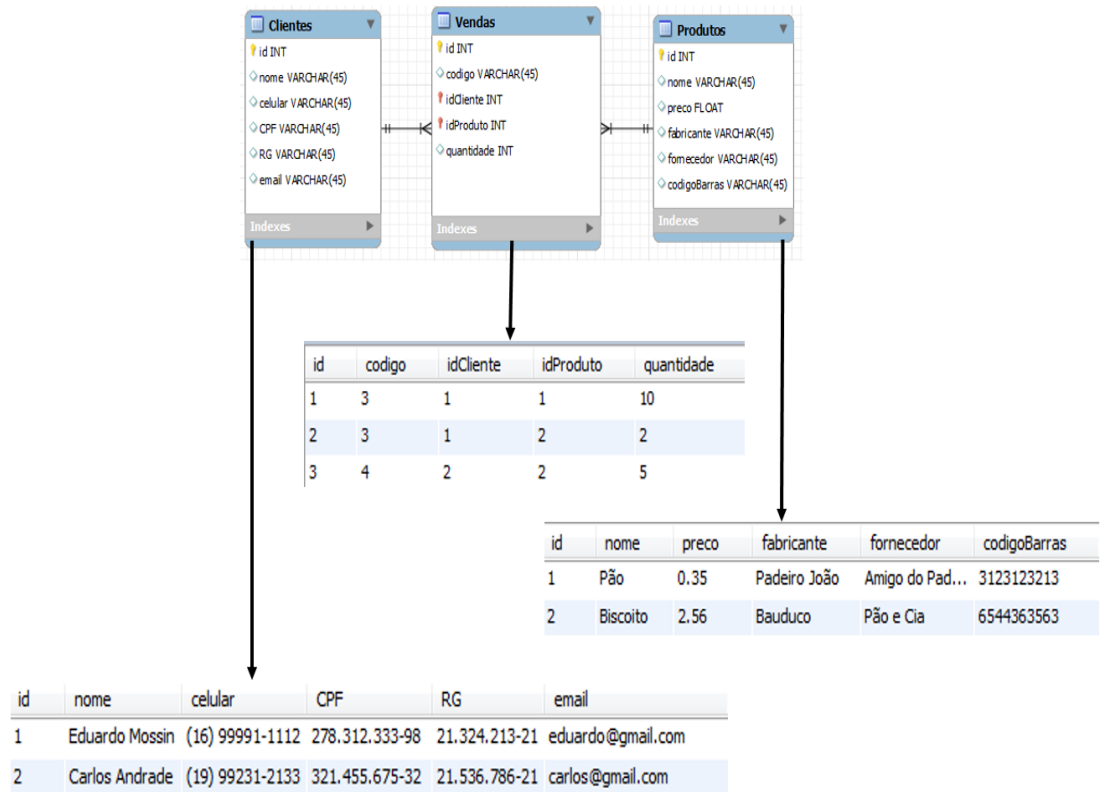 Clientes
id INT
nome VARCHAR(45)
celular VARCHAR(45)
CPF VARCHAR(45)
RG VARCHAR(45)
email VARCHAR(45)
Indexes
Vendas
id INT
codigo VARCHAR(45)
idCliente INT
idProduto INT
quantidade INT
Indexes
Produtos
id INT
nome VARCHAR(45)
preco FLOAT
fabricante VARCHAR(45)
fornecedor VARCHAR(45)
codigoBarras VARCHAR(45)
Indexes
id codigo idCliente idProduto quantidade
1 3 1 1 10
2 3 1 2 2
3 4 2 2 5
id nome preco fabricante fornecedor codigoBarras
1 Pão 0.35 Padeiro João Amigo do Pad... 3123123213
2 Biscoito 2.56 Bauduco Pão e Cia 6544363563
id nome celular CPF RG email
1 Eduardo Mossin (16) 99991-1112 278.312.333-98 21.324.213-21 eduardo@gmail.com
2 Carlos Andrade (19) 99231-2133 321.455.675-32 21.536.786-21 carlos@gmail.com